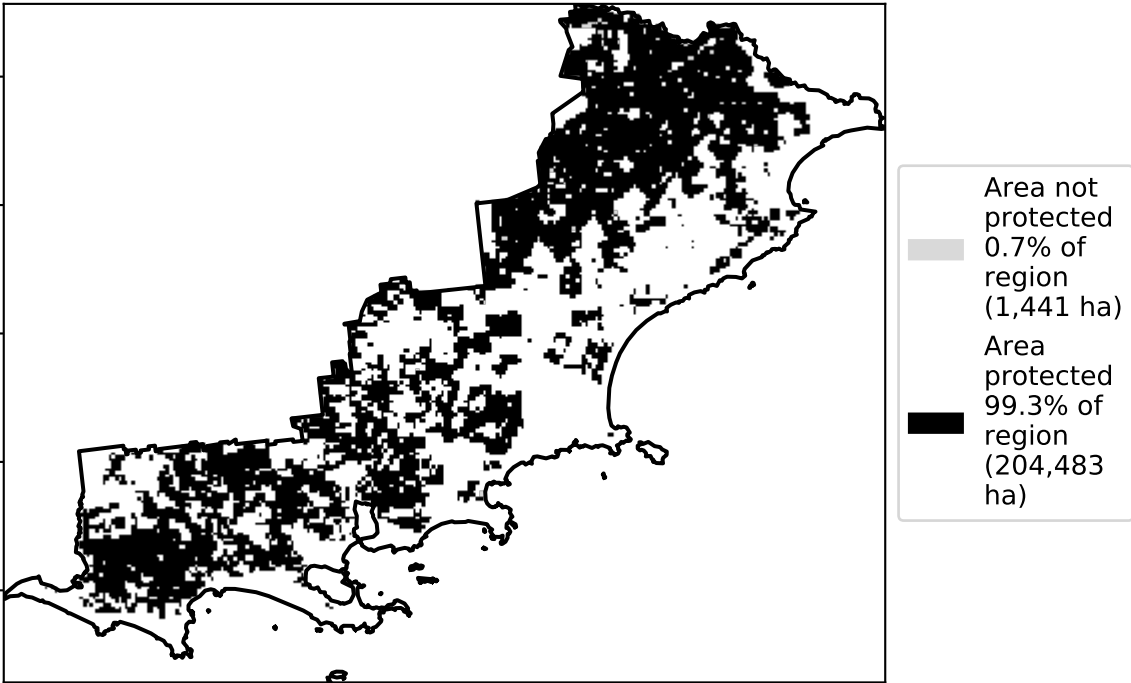 Area not
protected
0.7% of
region
(1,441 ha)
Area
protected
99.3% of
region
(204,483
ha)